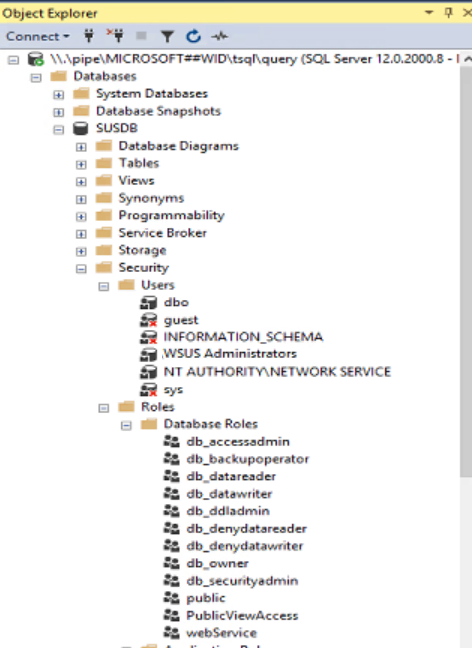 Object Explorer
Connect
\\.\pipe\MICROSOFT##WID\tsql\query (SQL Server 12.0.2000.8 -
Databases
System Databases
Database Snapshots
SUSDB
Database Diagrams
Tables
Views
Synonyms
Programmability
Service Broker
Storage
Security
Users
dbo
guest
INFORMATION_SCHEMA
WSUS Administrators
NT AUTHORITY\NETWORK SERVICE
sys
Roles
Database Roles
db_accessadmin
db_backupoperator
db_datareader
db_datawriter
db_ddladmin
db_denydatareader
db_denydatawriter
db_owner
db_securityadmin
public
PublicViewAccess
webService